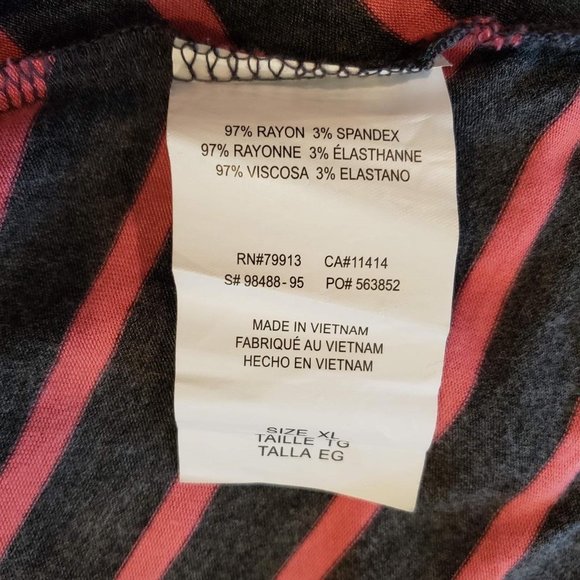 97% RAYON 3% SPANDEX
97% RAYONNE 3% ÉLASTHANNE
97% VISCOSA 3% ELASTANO
RN#79913 CA#11414
S# 98488-95 PO# 563852
MADE IN VIETNAM
FABRIQUÉ AU VIETNAM
HECHO EN VIETNAM
SIZE XL
TAILLE TG
TALLA EG